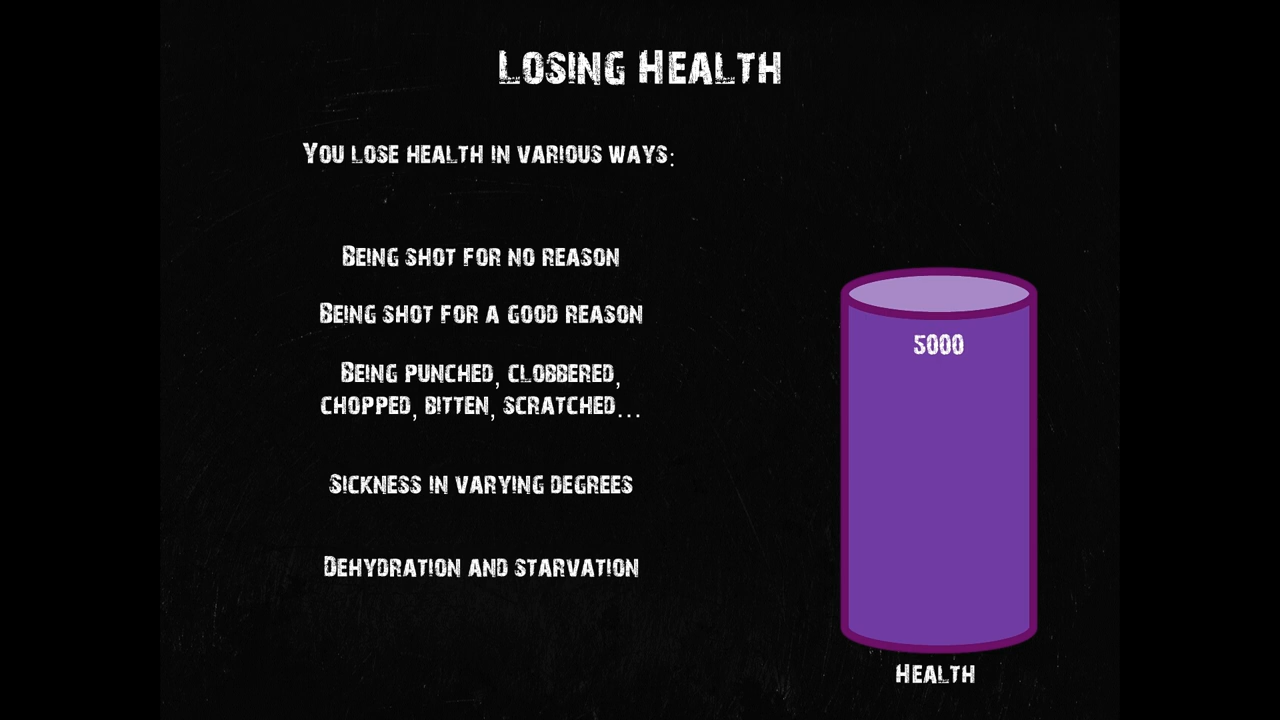 Losing Health
You lose health in various ways:
Being shot for no reason
Being shot for a good reason
Being punched, clobbered,
chopped, bitten, scratched...
Sickness in varying degrees
Dehydration and starvation
5000
Health